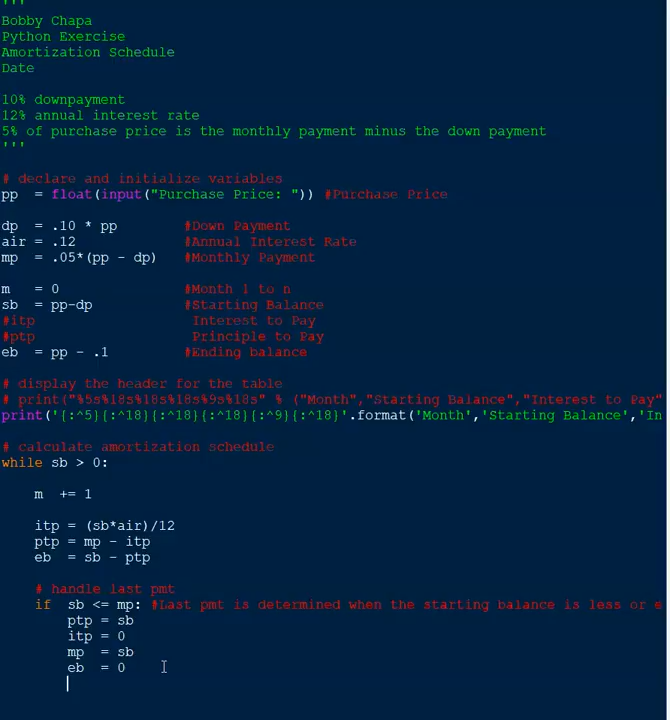 '''
Bobby Chapa
Python Exercise
Amortization Schedule
Date
10% downpayment
12% annual interest rate
5% of purchase price is the monthly payment minus the down payment
'''
# declare and initialize variables
pp  = float(input("Purchase Price: ")) #Purchase Price
dp  = .10 * pp        #Down Payment
air = .12             #Annual Interest Rate
mp  = .05*(pp - dp)   #Monthly Payment
m   = 0               #Month 1 to n
sb  = pp-dp           #Starting Balance
#itp                   Interest to Pay
#ptp                   Principle to Pay
eb  = pp - .1         #Ending balance
# display the header for the table
# print("%5s%18s%18s%18s%9s%18s" % ("Month","Starting Balance","Interest to Pay"
print('{:^5}{:^18}{:^18}{:^18}{:^9}{:^18}'.format('Month','Starting Balance','In
# calculate amortization schedule
while sb > 0:
    m  += 1
    itp = (sb*air)/12
    ptp = mp - itp
    eb  = sb - ptp
    # handle last pmt
    if  sb <= mp: #Last pmt is determined when the starting balance is less or e
        ptp = sb
        itp = 0
        mp  = sb
        eb  = 0